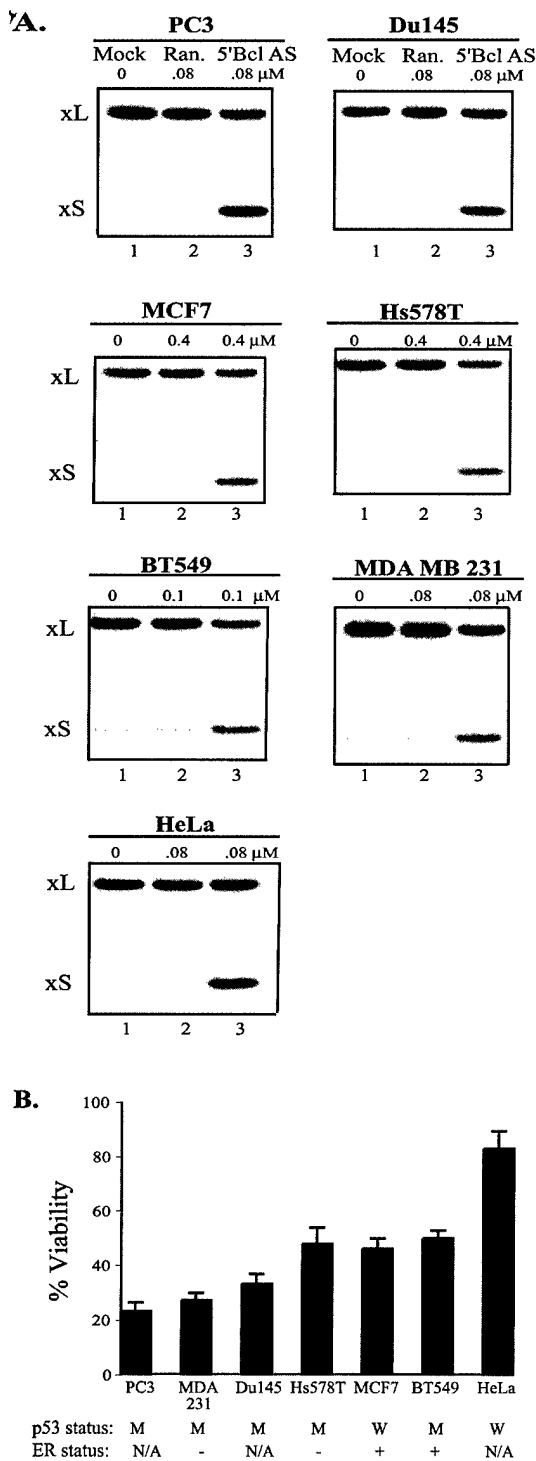 A.
PC3 Du145
Mock Ran. 5'Bcl AS Mock Ran. 5'Bcl AS
0 .08 .08 µM 0 .08 .08 µM
xL
xS
1 2 3 1 2 3
MCF7 Hs578T
0 0.4 0.4 µM 0 0.4 0.4 µM
xL
xS
1 2 3 1 2 3
BT549 MDA MB 231
0 0.1 0.1 µM 0 .08 .08 µM
xL
xS
1 2 3 1 2 3
HeLa
0 .08 .08 µM
xL
xS
1 2 3
B.
% Viability
100
80
60
40
20
0
PC3 MDA 231 Du145 Hs578T MCF7 BT549 HeLa
p53 status: M M M M W M W
ER status: N/A - N/A - + + N/A